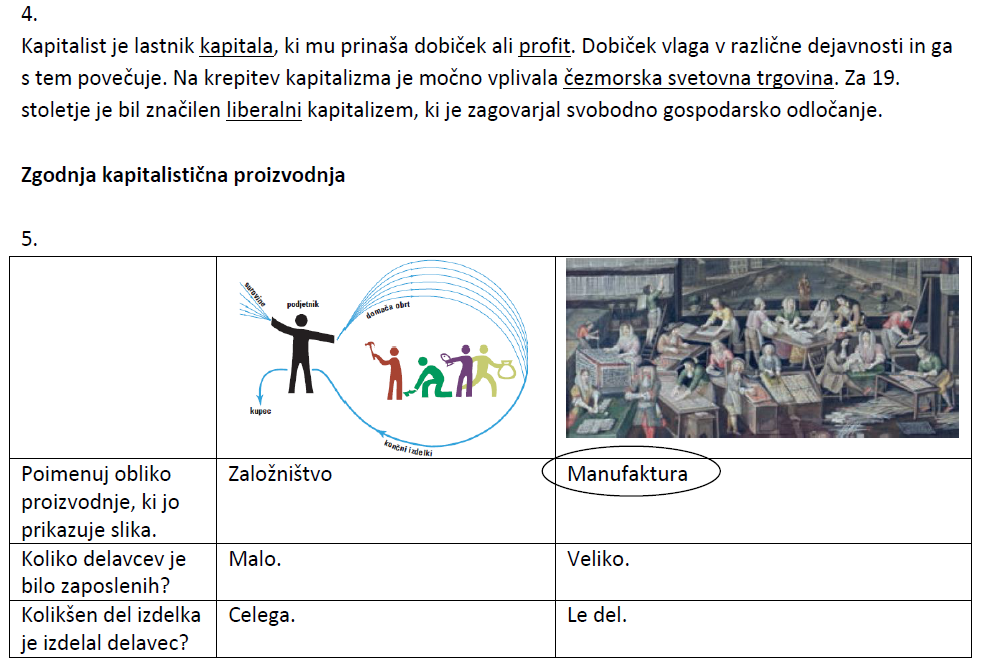 4.
Kapitalist je lastnik kapitala, ki mu prinaša dobiček ali profit. Dobiček vlaga v različne dejavnosti in ga
s tem povečuje. Na krepitev kapitalizma je močno vplivala čezmorska svetovna trgovina. Za 19.
stoletje je bil značilen liberalni kapitalizem, ki je zagovarjal svobodno gospodarsko odločanje.
Zgodnja kapitalistična proizvodnja
5.
surovine
podjetnik
domača obrt
kupec
končni izdelki
Poimenuj obliko
proizvodnje, ki jo
prikazuje slika.
Založništvo
Manufaktura
Koliko delavcev je
bilo zaposlenih?
Malo.
Veliko.
Kolikšen del izdelka
je izdelal delavec?
Celega.
Le del.